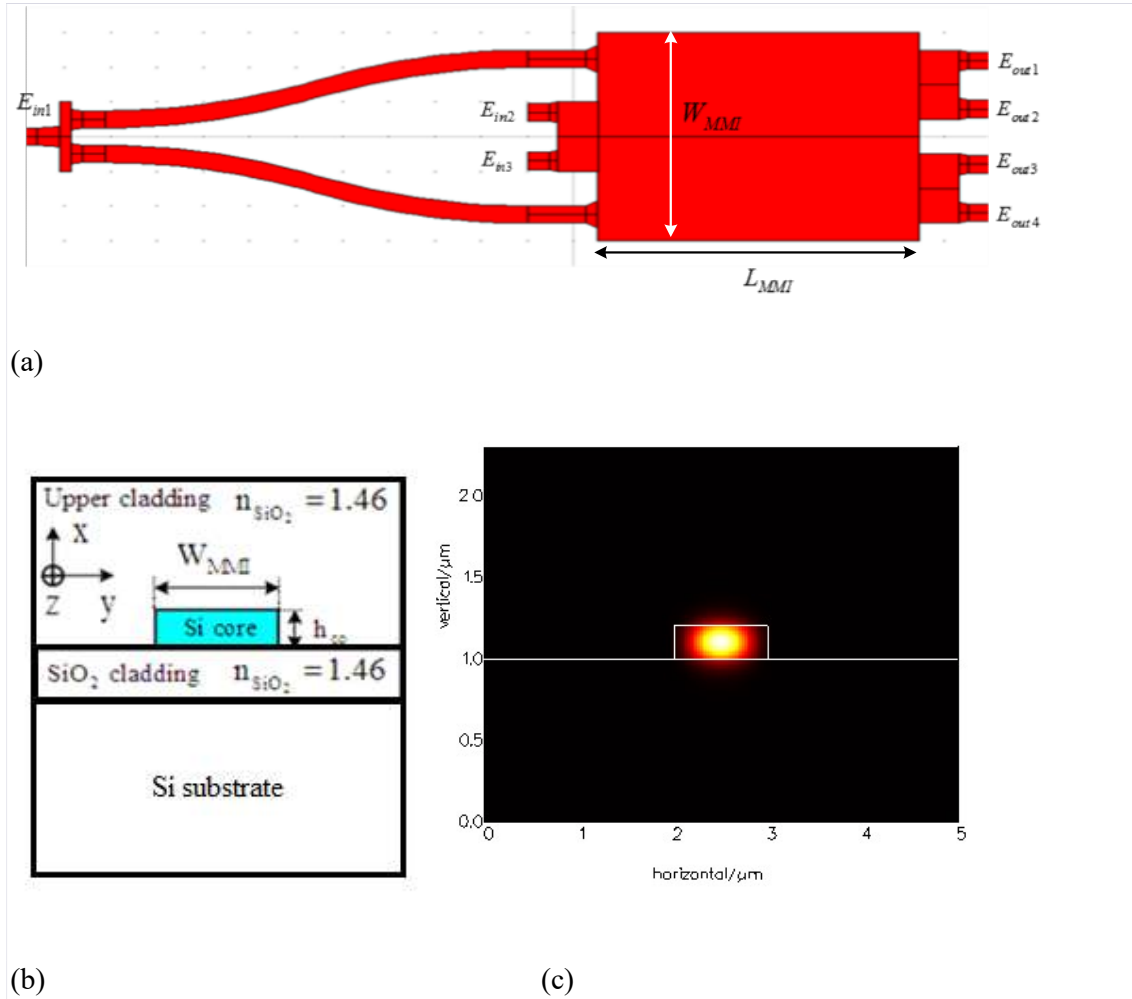 E_in1
E_in2
E_in3
W_MMI
E_out1
E_out2
E_out3
E_out4
L_MMI
(a)
Upper cladding n_SiO₂ = 1.46
x
W_MMI
z y
Si core h_co
SiO₂ cladding n_SiO₂ = 1.46
Si substrate
(b)
2.0
1.5
1.0
0.5
0.0
vertical/μm
0 1 2 3 4 5
horizontal/μm
(c)